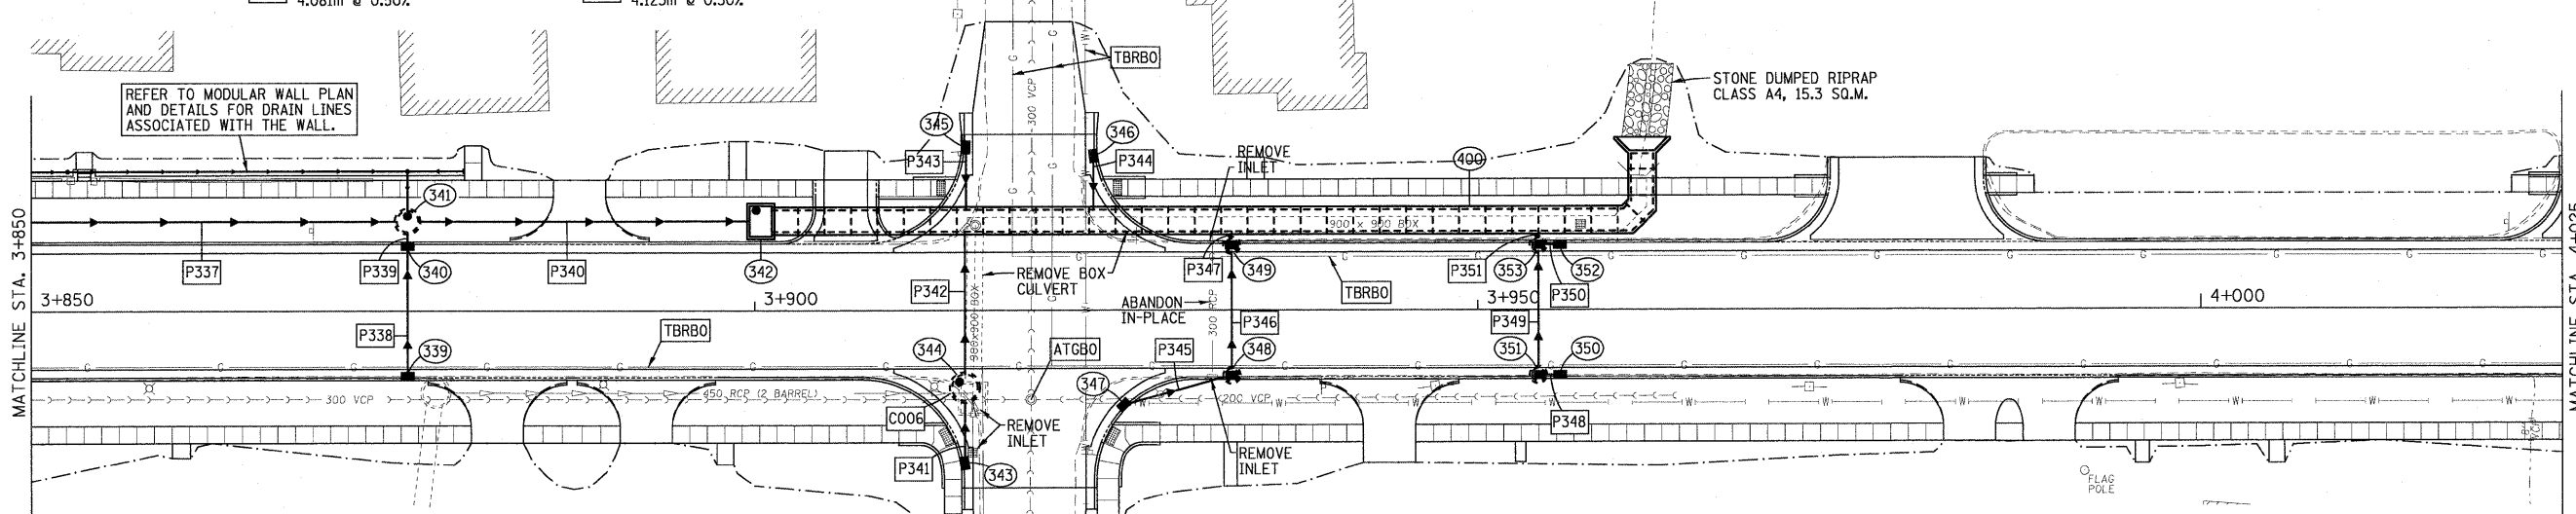 4.081m @ 0.50%
4.125m @ 0.50%
TBRBO
300 VCP
G
W
STONE DUMPED RIPRAP
CLASS A4, 15.3 SQ.M.
REFER TO MODULAR WALL PLAN
AND DETAILS FOR DRAIN LINES
ASSOCIATED WITH THE WALL.
345
346
P343
P344
REMOVE
INLET
400
341
900 x 900 BOX
MATCHLINE STA. 3+850
MATCHLINE STA. 4+025
P337
P339
340
P340
342
REMOVE BOX
CULVERT
P347
349
P351
353
352
3+850
3+900
3+950
4+000
P342
900x900 BOX
ABANDON
IN-PLACE
300 RCP
TBRBO
P350
P338
TBRBO
P346
P349
339
344
ATGBO
P345
348
351
350
347
300 VCP
450 RCP (2 BARREL)
200 VCP
W
C006
REMOVE
INLET
P348
P341
343
REMOVE
INLET
FLAG
POLE